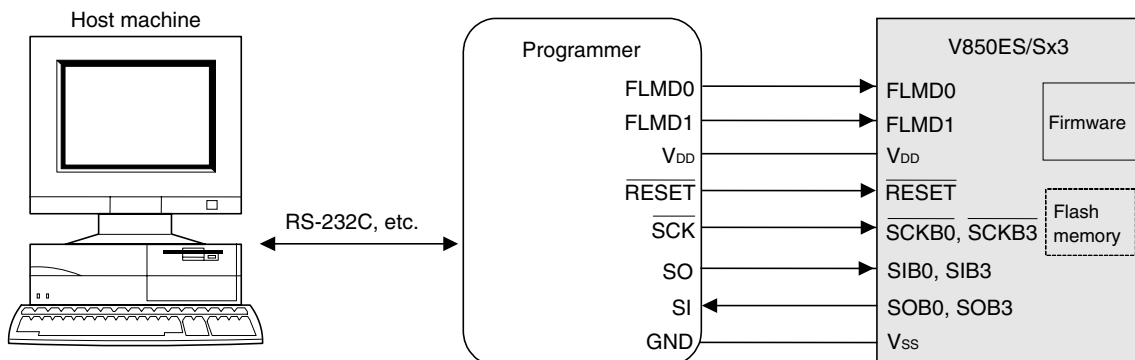 Host machine
RS-232C, etc.
Programmer
FLMD0
FLMD1
VDD
RESET
SCK
SO
SI
GND
V850ES/Sx3
FLMD0
FLMD1
VDD
RESET
SCKB0, SCKB3
SIB0, SIB3
SOB0, SOB3
VSS
Firmware
Flash
memory